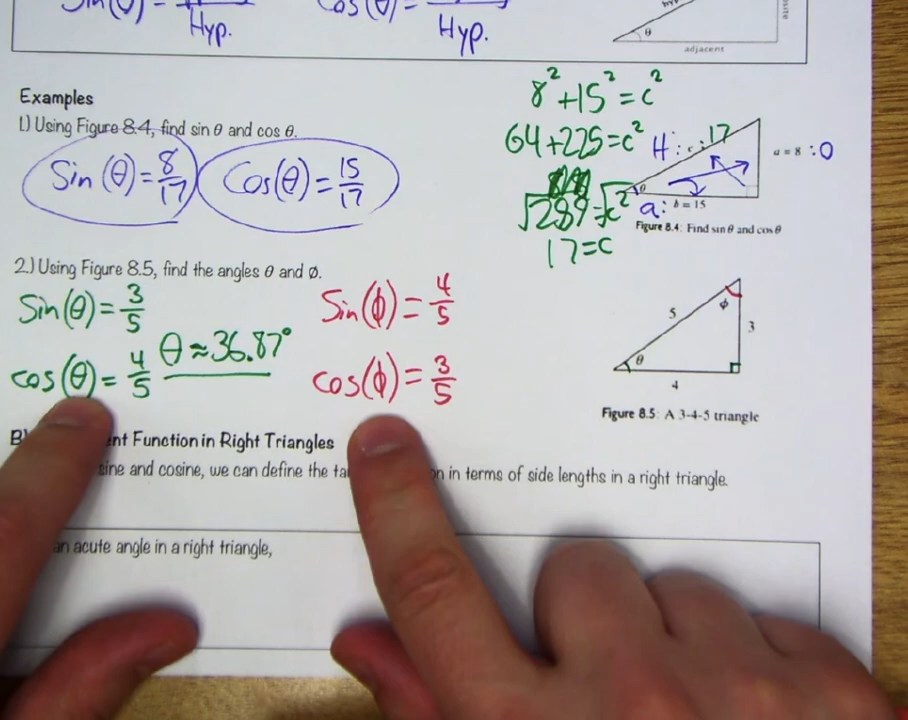 Sin(θ)=
Hyp.
Cos(θ)=
Hyp.
θ
adjacent
Examples
1.) Using Figure 8.4, find sin θ and cos θ.
Sin(θ)=8/17
Cos(θ)=15/17
8²+15²=c²
64+225=c²
√289=√c²
17=c
H: c: 17
a = 8 :O
θ
a: b = 15
Figure 8.4: Find sin θ and cos θ
2.) Using Figure 8.5, find the angles θ and ø.
Sin(θ)=3/5
cos(θ)=4/5
θ≈36.87°
Sin(ϕ)=4/5
cos(ϕ)=3/5
5
ϕ
3
θ
4
Figure 8.5: A 3-4-5 triangle
nt Function in Right Triangles
sine and cosine, we can define the
in terms of side lengths in a right triangle.
an acute angle in a right triangle,